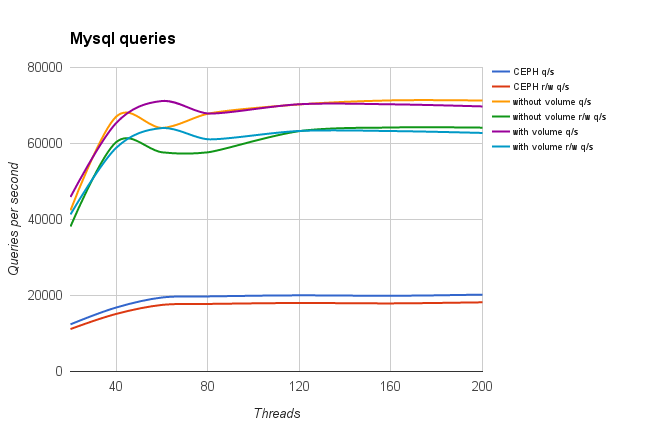 Mysql queries
80000
60000
40000
20000
0
Queries per second
40
80
120
160
200
Threads
CEPH q/s
CEPH r/w q/s
without volume q/s
without volume r/w q/s
with volume q/s
with volume r/w q/s